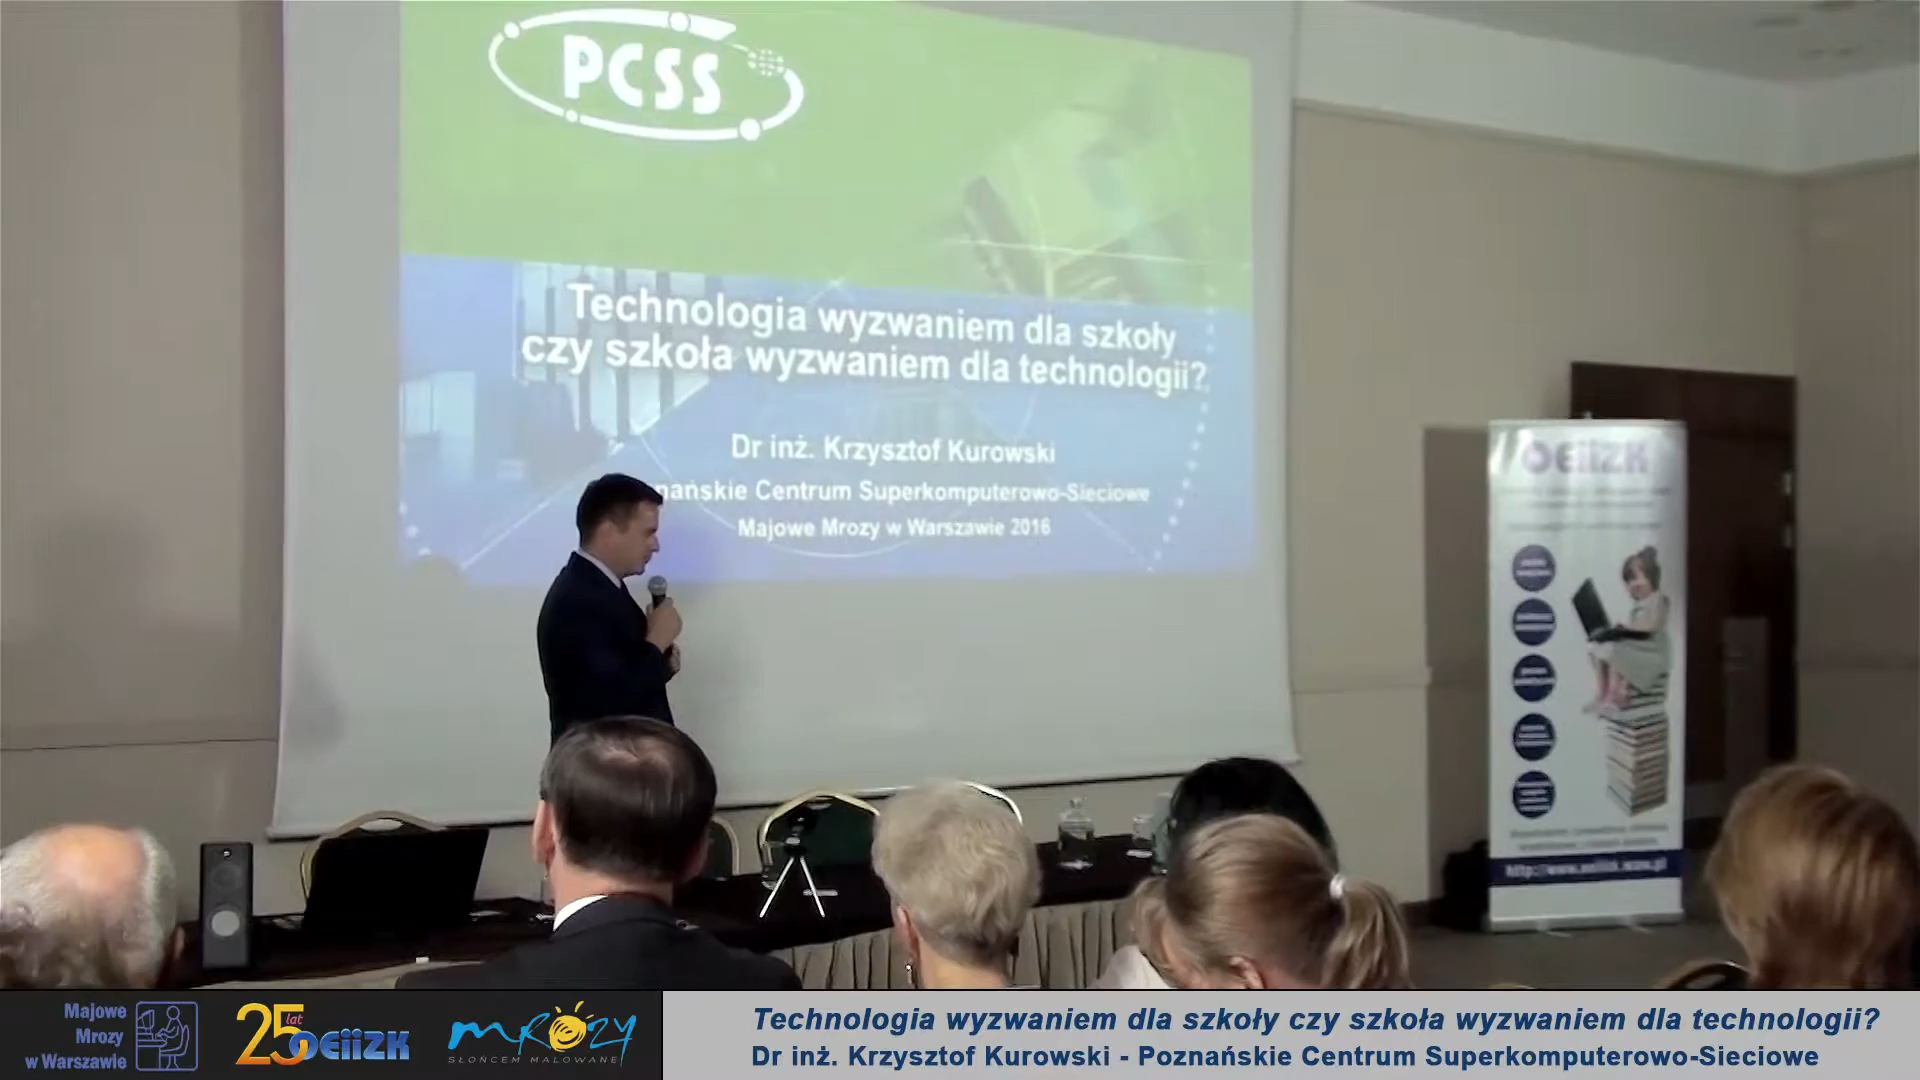 PCSS
Technologia wyzwaniem dla szkoły
czy szkoła wyzwaniem dla technologii?
Dr inż. Krzysztof Kurowski
nańskie Centrum Superkomputerowo-Sieciowe
Majowe Mrozy w Warszawie 2016
OEIIZK
Majowe
Mrozy
w Warszawie
25 lat OEIIZK
MROZY
SŁOŃCEM MALOWANE
Technologia wyzwaniem dla szkoły czy szkoła wyzwaniem dla technologii?
Dr inż. Krzysztof Kurowski - Poznańskie Centrum Superkomputerowo-Sieciowe